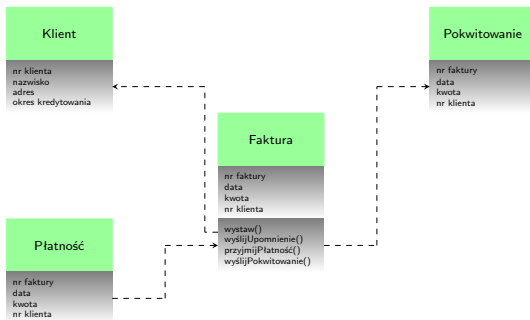 Klient
nr klienta
nazwisko
adres
okres kredytowania
Pokwitowanie
nr faktury
data
kwota
nr klienta
Faktura
nr faktury
data
kwota
nr klienta
wystaw()
wyślijUpomnienie()
przyjmijPłatność()
wyślijPokwitowanie()
Płatność
nr faktury
data
kwota
nr klienta